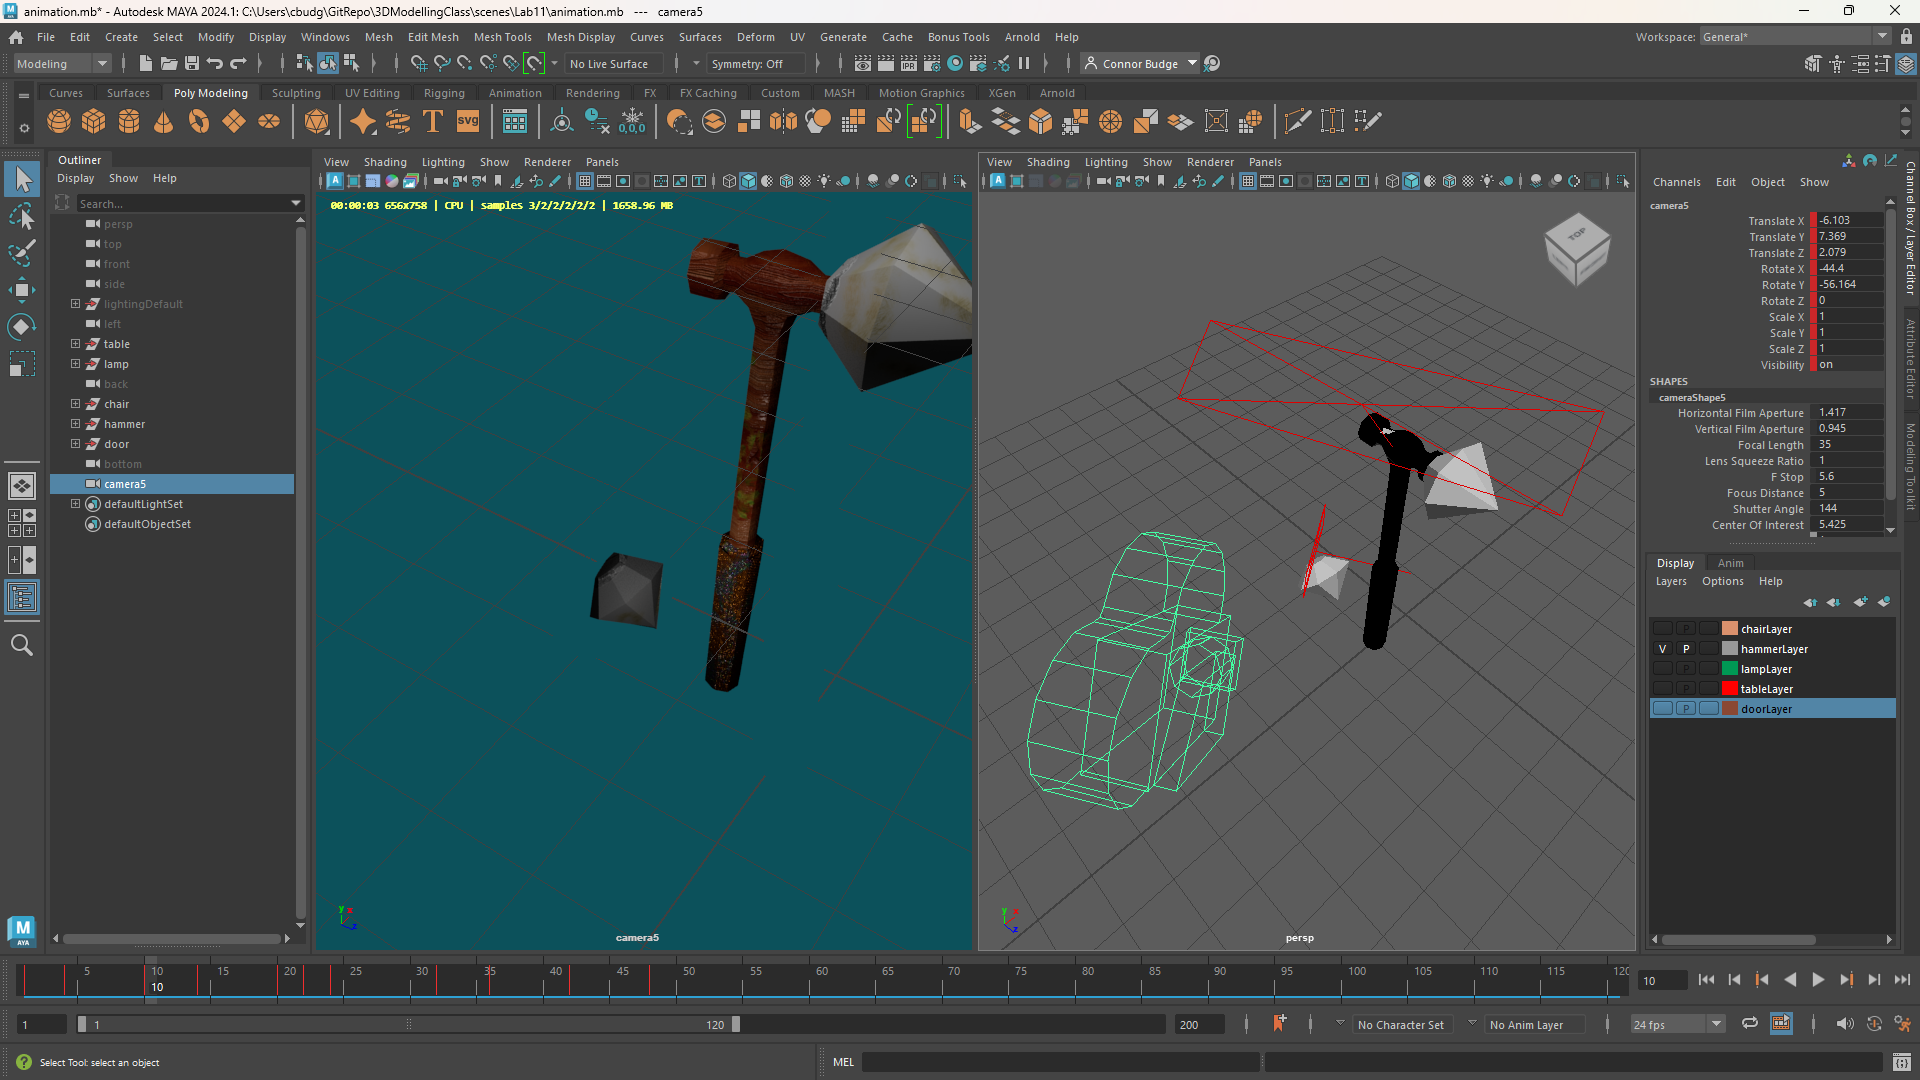 animation.mb* - Autodesk MAYA 2024.1: C:\Users\cbudg\GitRepo\3DModellingClass\scenes\Lab11\animation.mb --- camera5
File Edit Create Select Modify Display Windows Mesh Edit Mesh Mesh Tools Mesh Display Curves Surfaces Deform UV Generate Cache Bonus Tools Arnold Help
Workspace: General*
Modeling
No Live Surface
Symmetry: Off
Connor Budge
Curves Surfaces Poly Modeling Sculpting UV Editing Rigging Animation Rendering FX FX Caching Custom MASH Motion Graphics XGen Arnold
Outliner
Display Show Help
Search...
persp
top
front
side
lightingDefault
left
table
lamp
back
chair
hammer
door
bottom
camera5
defaultLightSet
defaultObjectSet
View Shading Lighting Show Renderer Panels
00:00:03 656x758 | CPU | samples 3/2/2/2/2/2 | 1658.96 MB
camera5
View Shading Lighting Show Renderer Panels
TOP
persp
Channels Edit Object Show
camera5
Translate X -6.103
Translate Y 7.369
Translate Z 2.079
Rotate X -44.4
Rotate Y -56.164
Rotate Z 0
Scale X 1
Scale Y 1
Scale Z 1
Visibility on
SHAPES
cameraShape5
Horizontal Film Aperture 1.417
Vertical Film Aperture 0.945
Focal Length 35
Lens Squeeze Ratio 1
F Stop 5.6
Focus Distance 5
Shutter Angle 144
Center Of Interest 5.425
Display Anim
Layers Options Help
P chairLayer
V P hammerLayer
P lampLayer
P tableLayer
P doorLayer
Channel Box / Layer Editor
Attribute Editor
Modeling Toolkit
5 10 15 20 25 30 35 40 45 50 55 60 65 70 75 80 85 90 95 100 105 110 115 120
10
10
1
1
120
200
No Character Set
No Anim Layer
24 fps
Select Tool: select an object
MEL